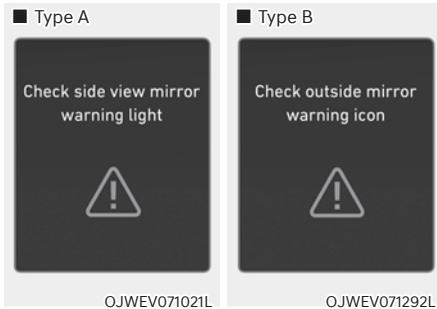 ■ Type A
Check side view mirror
warning light
OJWEV071021L
■ Type B
Check outside mirror
warning icon
OJWEV071292L